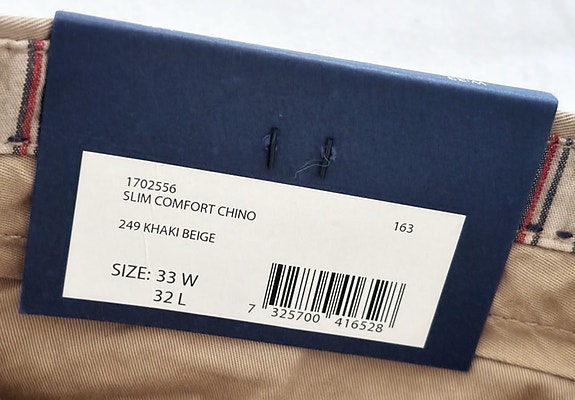 1702556
SLIM COMFORT CHINO
163
249 KHAKI BEIGE
SIZE: 33 W
32 L
7 325700 416528